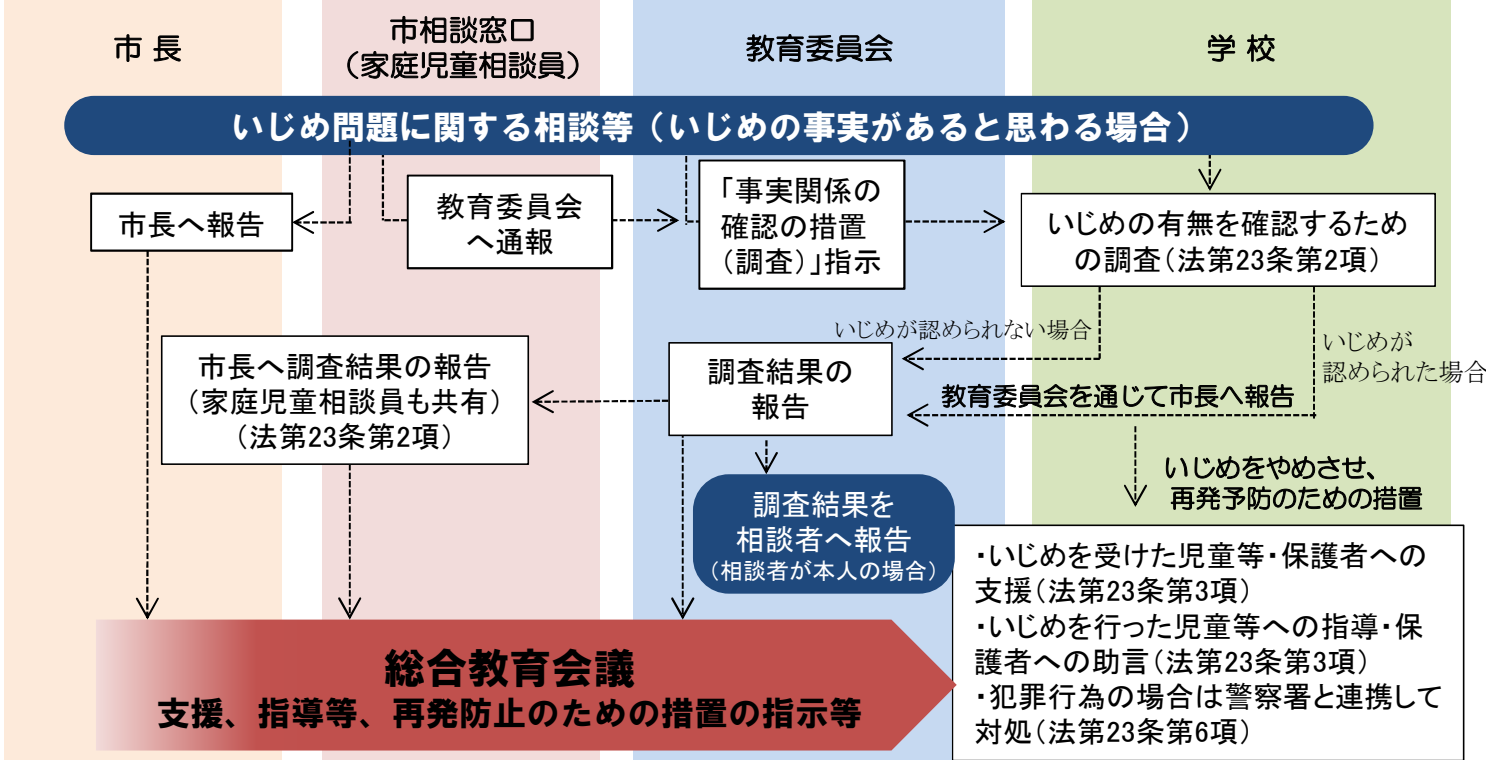 市 長
市相談窓口
（家庭児童相談員）
教育委員会
学 校
いじめ問題に関する相談等（いじめの事実があると思わる場合）
市長へ報告
教育委員会
へ通報
「事実関係の
確認の措置
(調査)」指示
いじめの有無を確認するため
の調査(法第23条第2項)
いじめが認められない場合
いじめが
認められた場合
市長へ調査結果の報告
(家庭児童相談員も共有)
(法第23条第2項)
調査結果の
報告
教育委員会を通じて市長へ報告
いじめをやめさせ、
再発予防のための措置
調査結果を
相談者へ報告
(相談者が本人の場合)
・いじめを受けた児童等・保護者への
支援(法第23条第3項)
・いじめを行った児童等への指導・保
護者への助言(法第23条第3項)
・犯罪行為の場合は警察署と連携して
対処(法第23条第6項)
総合教育会議
支援、指導等、再発防止のための措置の指示等